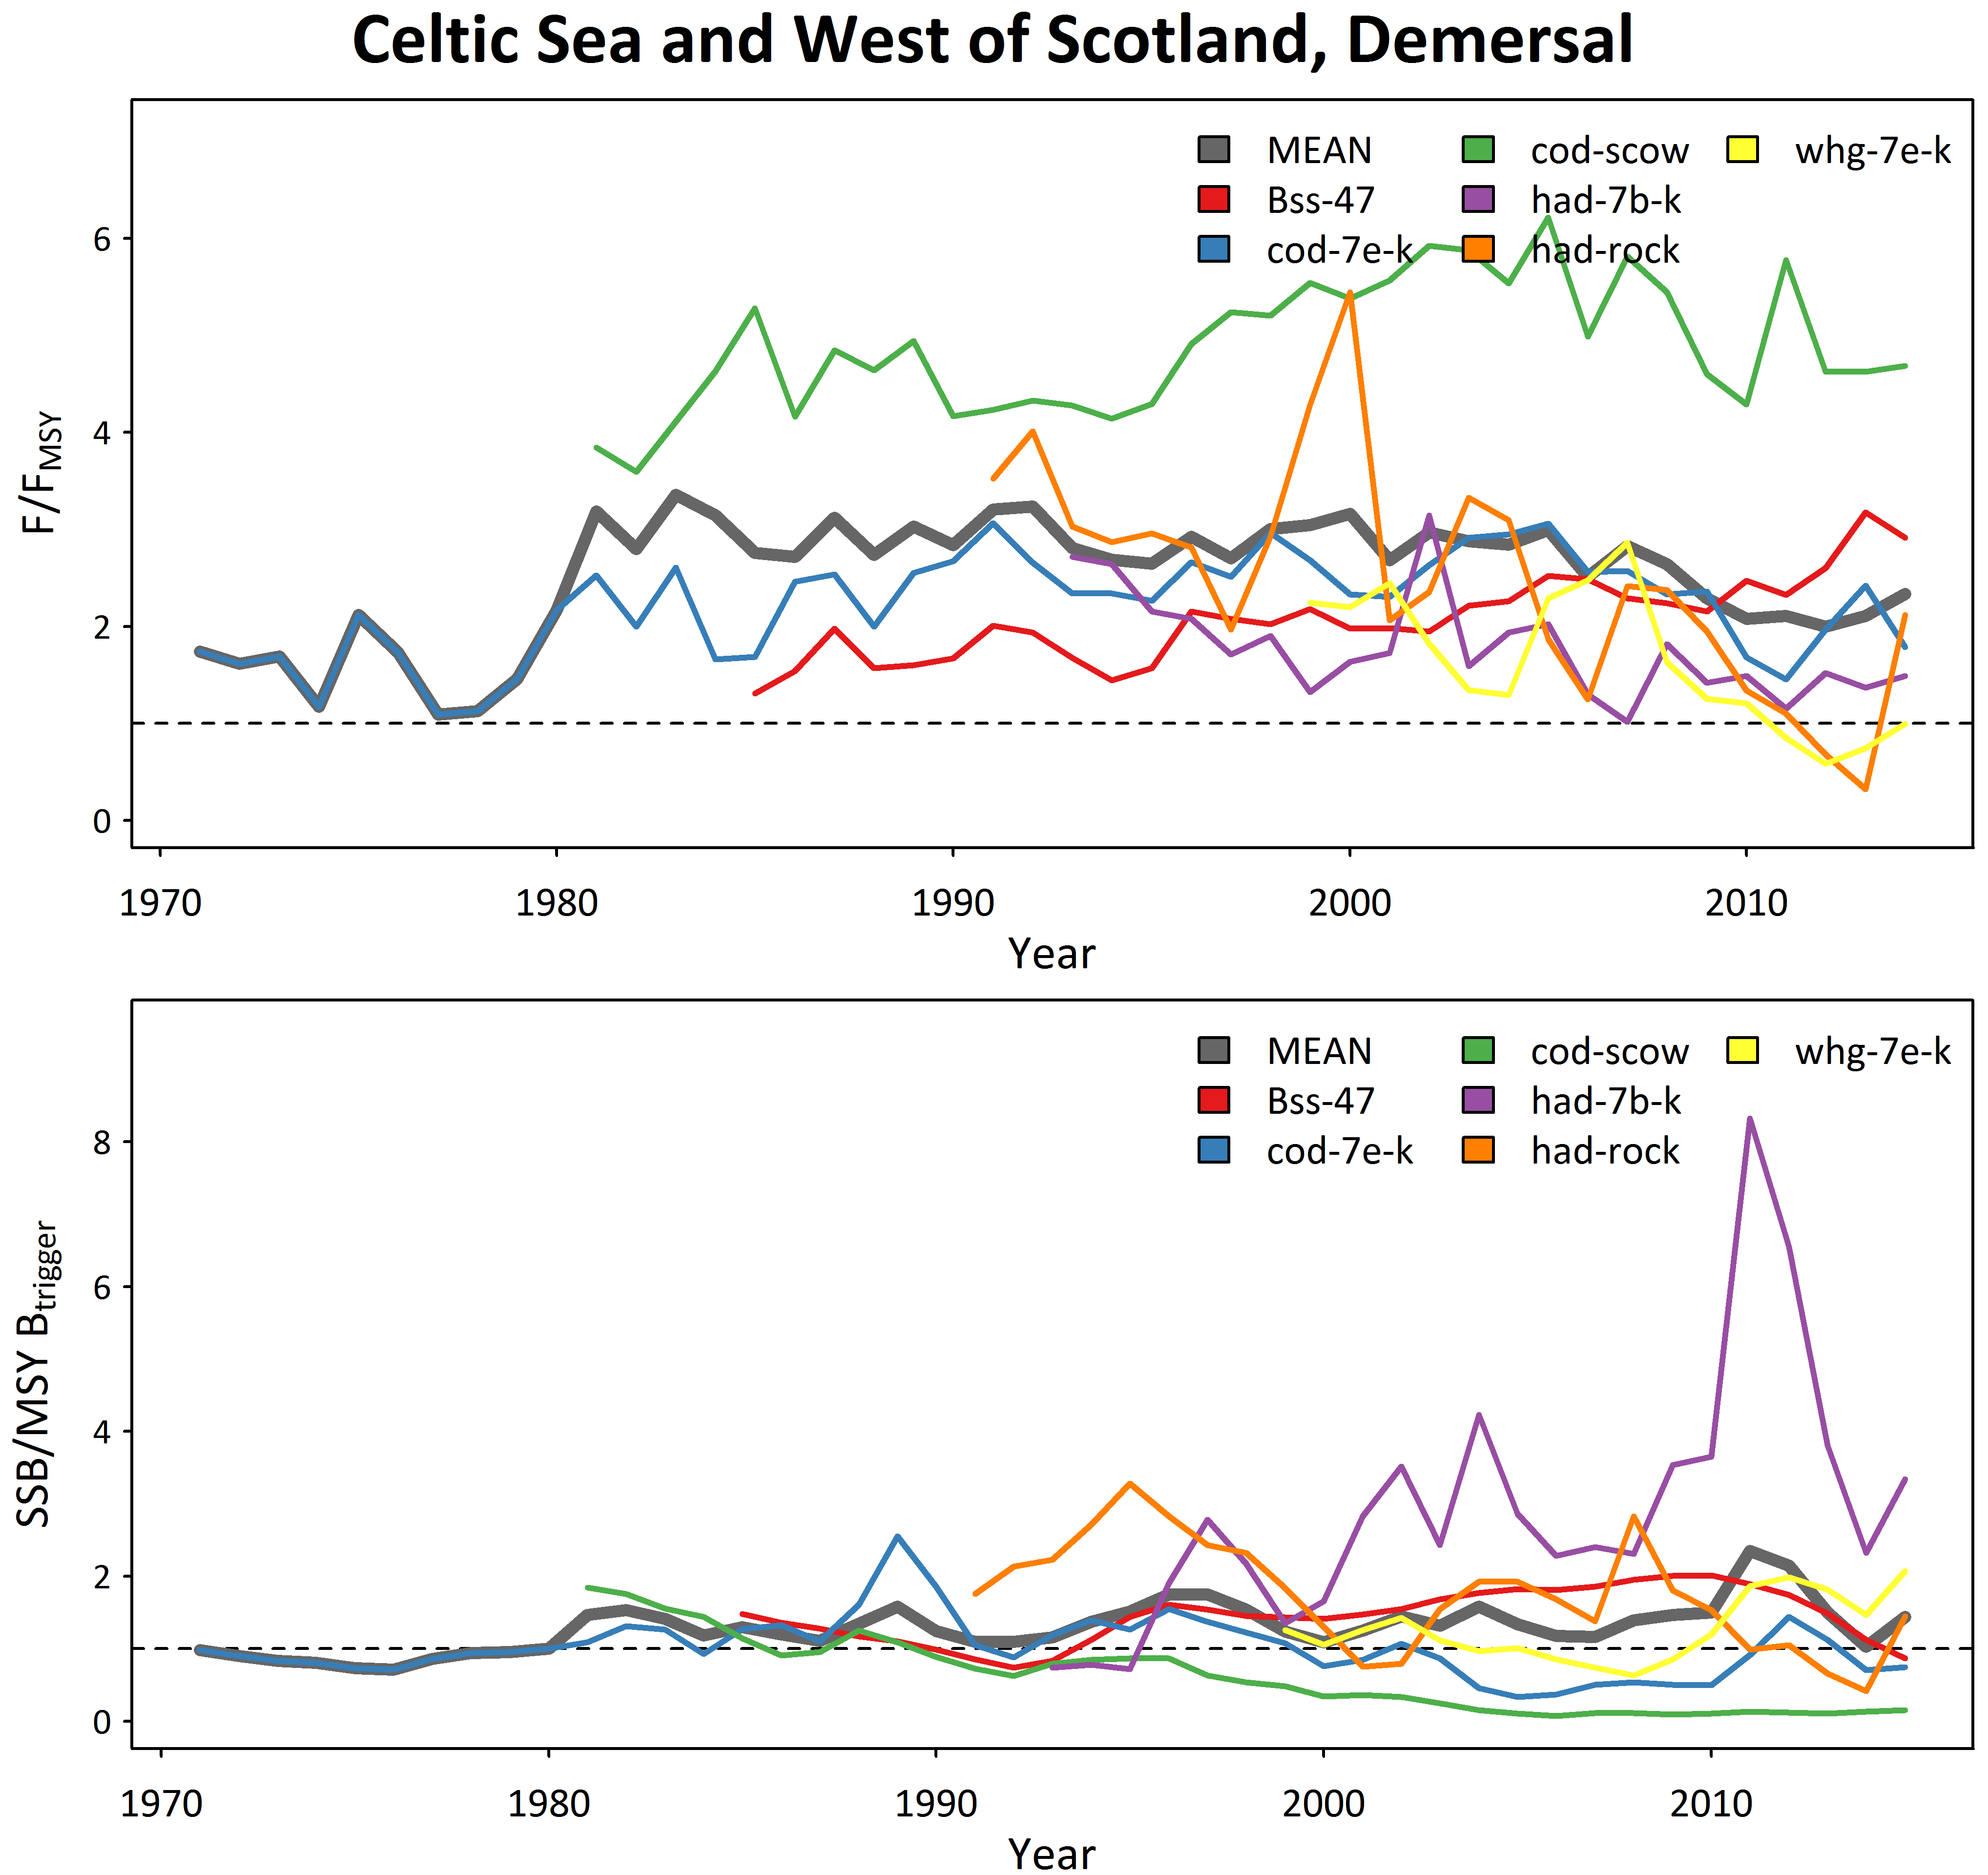 Celtic Sea and West of Scotland, Demersal
MEAN
Bss-47
cod-7e-k
cod-scow
had-7b-k
had-rock
whg-7e-k
F/FMSY
6
4
2
0
1970 1980 1990 2000 2010
Year
MEAN
Bss-47
cod-7e-k
cod-scow
had-7b-k
had-rock
whg-7e-k
SSB/MSY Btrigger
8
6
4
2
0
1970 1980 1990 2000 2010
Year